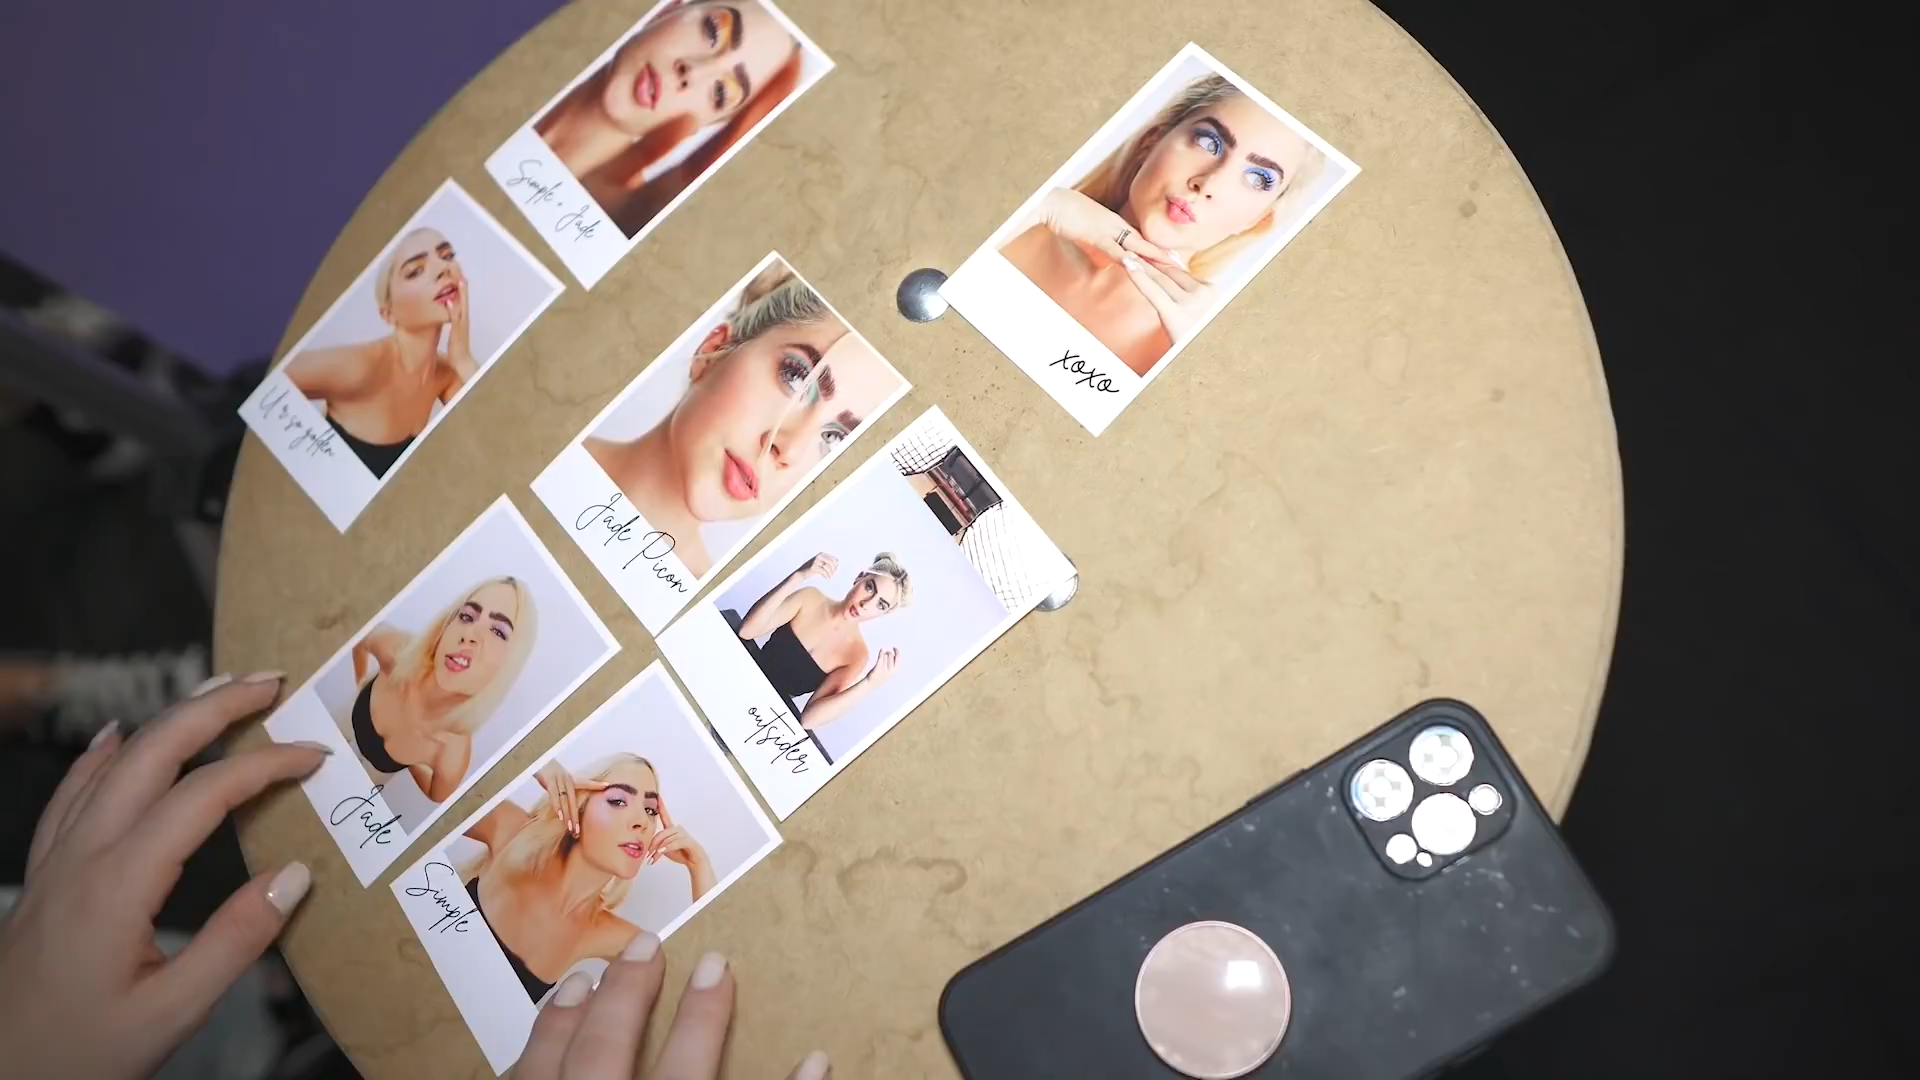 Simple, Jade
U r so golden
xoxo
Jade Picon
outsider
Jade
Simple